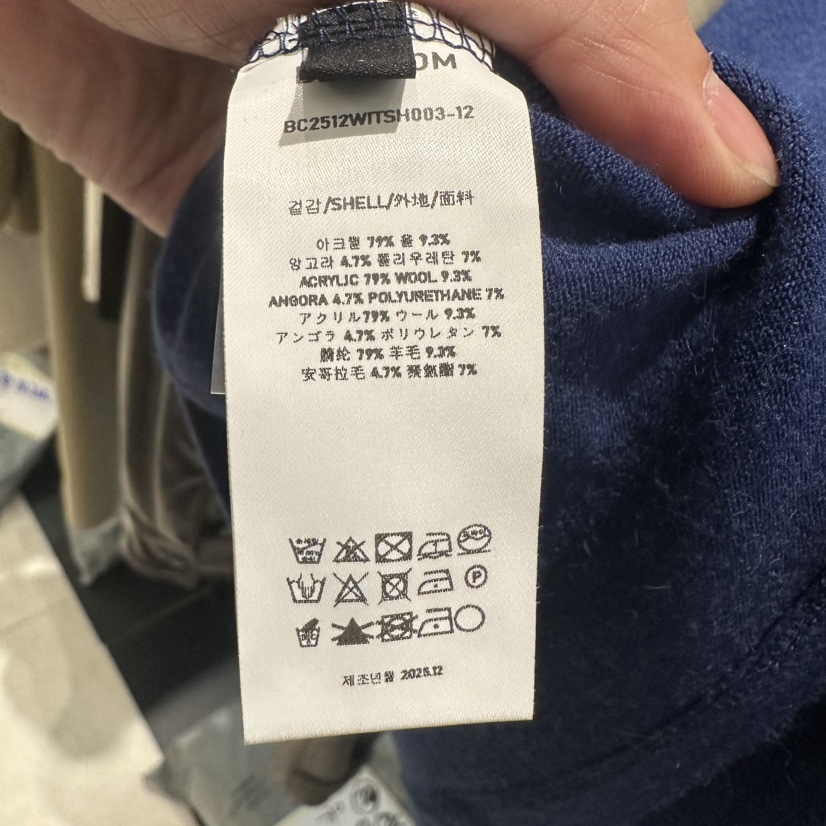 BC2512WITSH003-12
겉감/SHELL/外地/面料
아크릴 79% 울 9.3%
앙고라 4.7% 폴리우레탄 7%
ACRYLIC 79% WOOL 9.3%
ANGORA 4.7% POLYURETHANE 7%
アクリル79% ウール 9.3%
アンゴラ 4.7% ポリウレタン 7%
腈纶 79% 羊毛 9.3%
安哥拉毛 4.7% 聚氨酯 7%
P
제조년월 2025.12